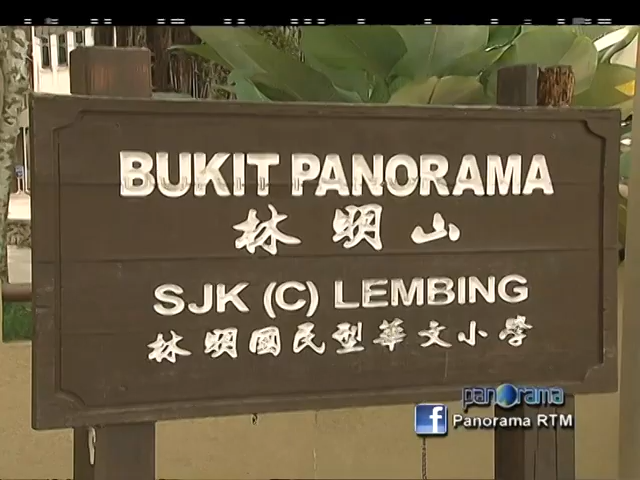 BUKIT PANORAMA
林明山
SJK (C) LEMBING
林明國民型華文小學
panorama
f Panorama RTM